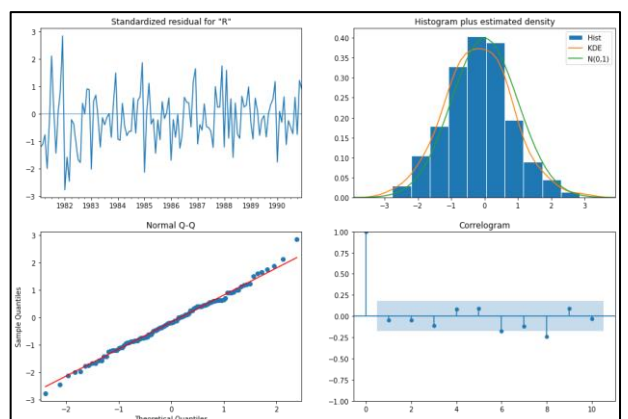 Standardized residual for "R"
3
2
1
0
−1
−2
−3
1982 1983 1984 1985 1986 1987 1988 1989 1990
Histogram plus estimated density
Hist
KDE
N(0,1)
0.40
0.35
0.30
0.25
0.20
0.15
0.10
0.05
0.00
−3 −2 −1 0 1 2 3
Normal Q-Q
Sample Quantiles
3
2
1
0
−1
−2
−3
−2 −1 0 1 2
Theoretical Quantiles
Correlogram
1.00
0.75
0.50
0.25
0.00
−0.25
−0.50
−0.75
−1.00
0 2 4 6 8 10